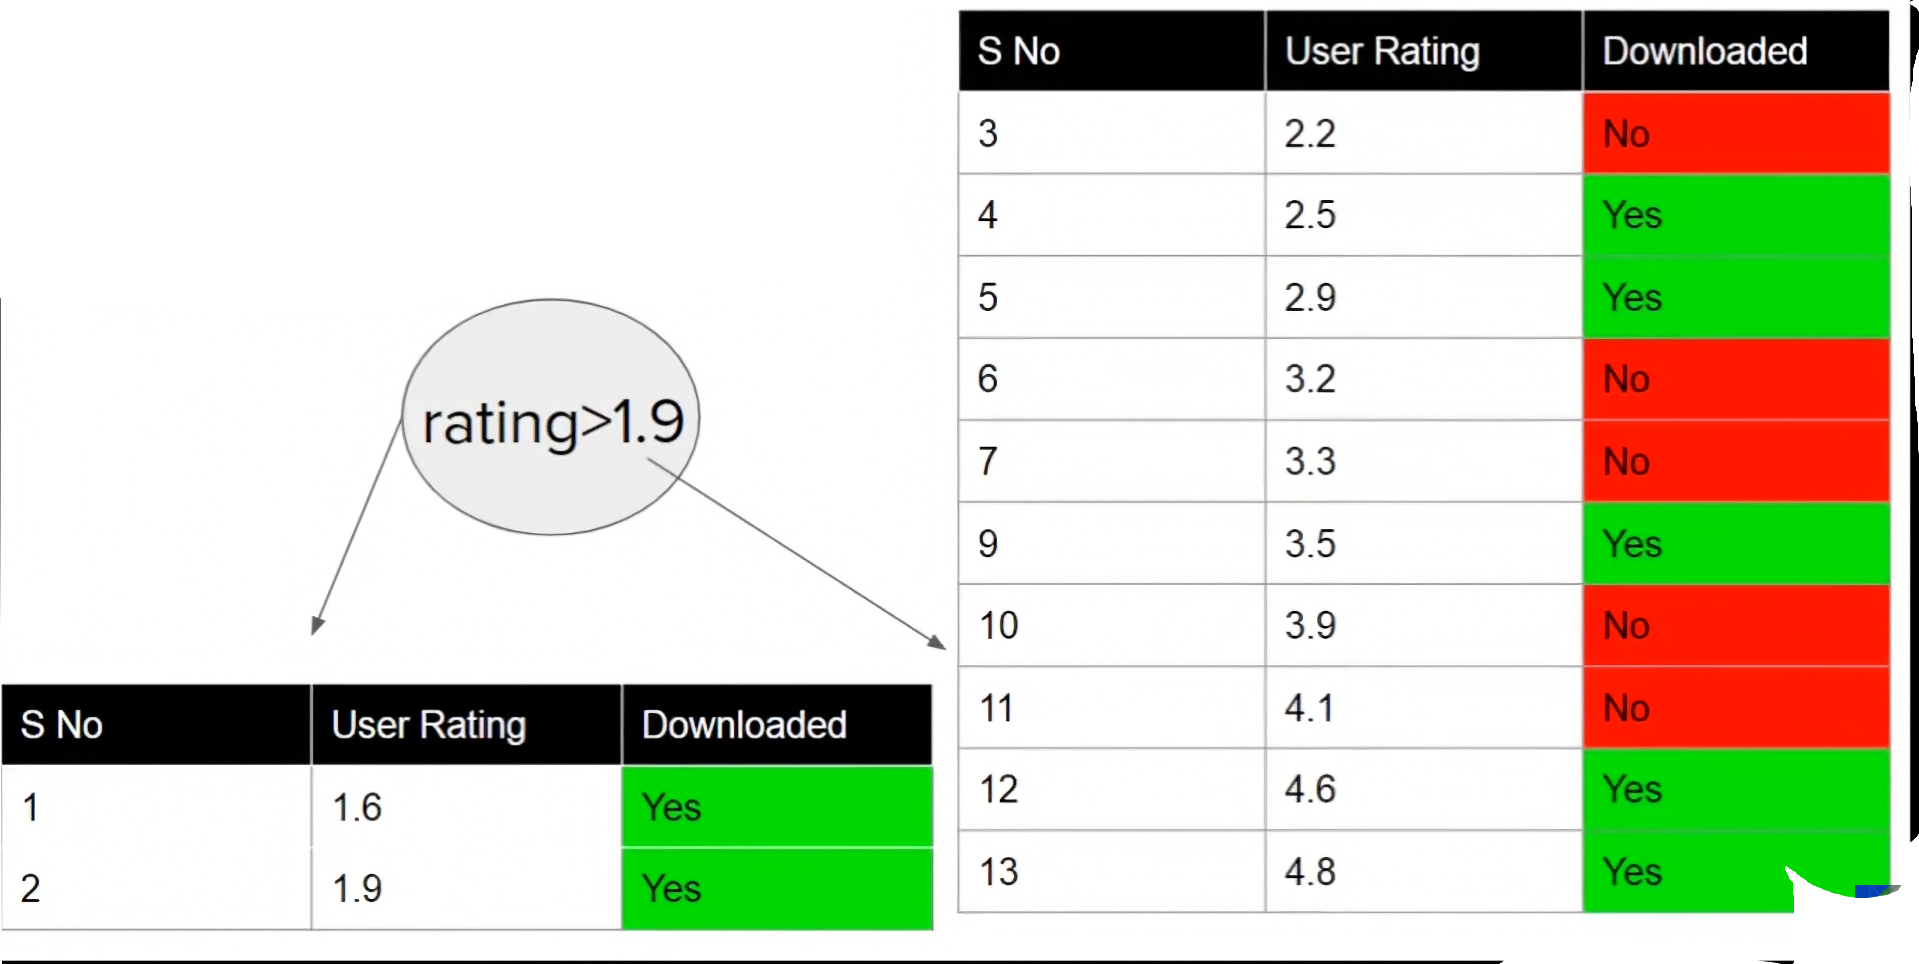 S No User Rating Downloaded
3 2.2 No
4 2.5 Yes
5 2.9 Yes
6 3.2 No
7 3.3 No
9 3.5 Yes
10 3.9 No
11 4.1 No
12 4.6 Yes
13 4.8 Yes
rating>1.9
S No User Rating Downloaded
1 1.6 Yes
2 1.9 Yes